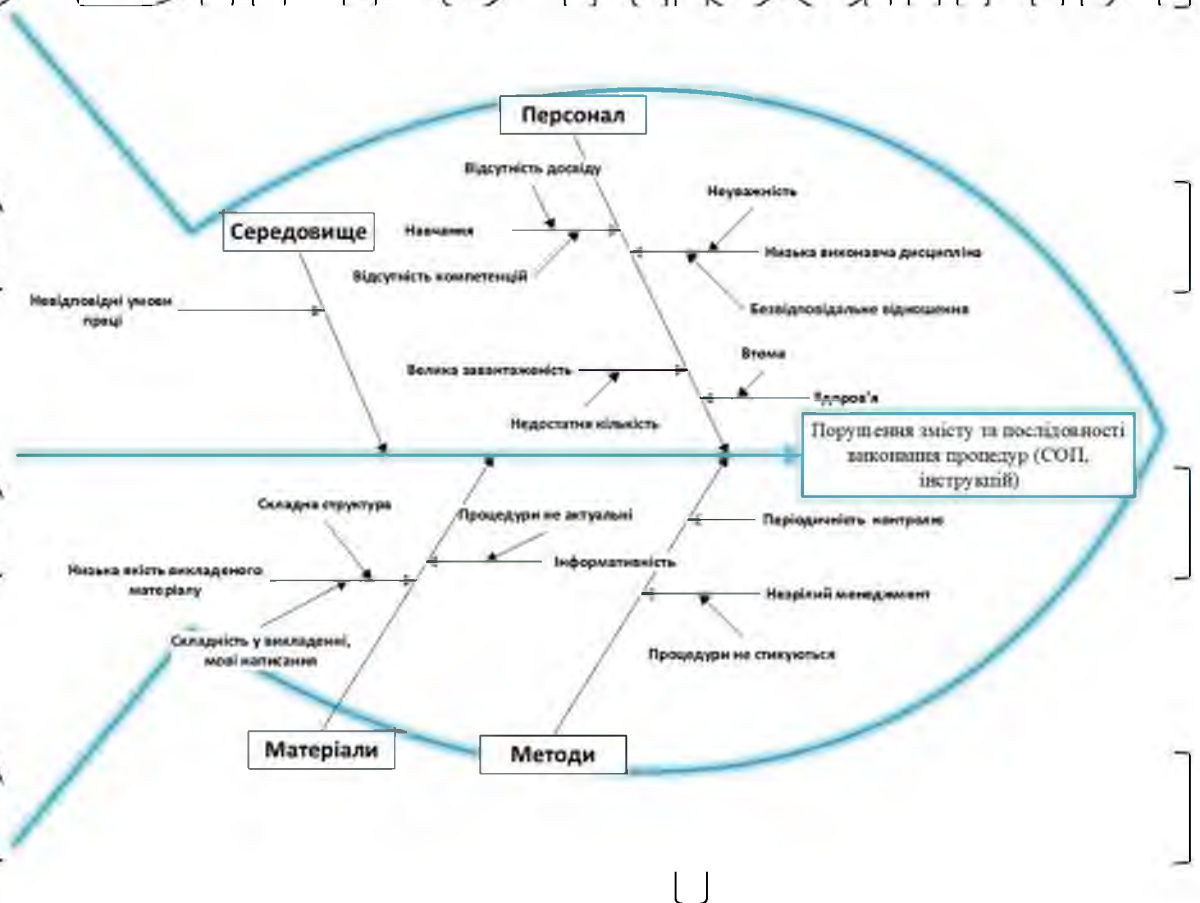 Персонал
Відсутність досвіду
Неуважність
Середовище
Навчання
Низька виконавча дисципліна
Відсутність компетенцій
Невідповідні умови
праці
Безвідповідальне відношення
Втома
Велика завантаженість
Здоров'я
Недостатня кількість
Порушення змісту та послідовності
виконання процедур (СОП,
інструкцій)
Складна структура
Процедури не актуальні
Періодичність контролю
Інформативність
Низька якість викладеного
матеріалу
Незрілий менеджмент
Складність у викладенні,
мові написання
Процедури не стикуються
Матеріали
Методи